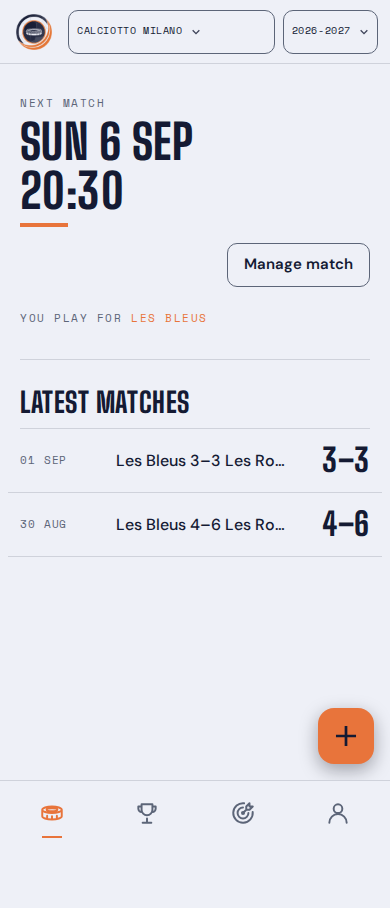 CALCIOTTO MILANO
2026-2027
NEXT MATCH
SUN 6 SEP
20:30
Manage match
YOU PLAY FOR LES BLEUS
LATEST MATCHES
01 SEP Les Bleus 3–3 Les Ro... 3–3
30 AUG Les Bleus 4–6 Les Ro... 4–6